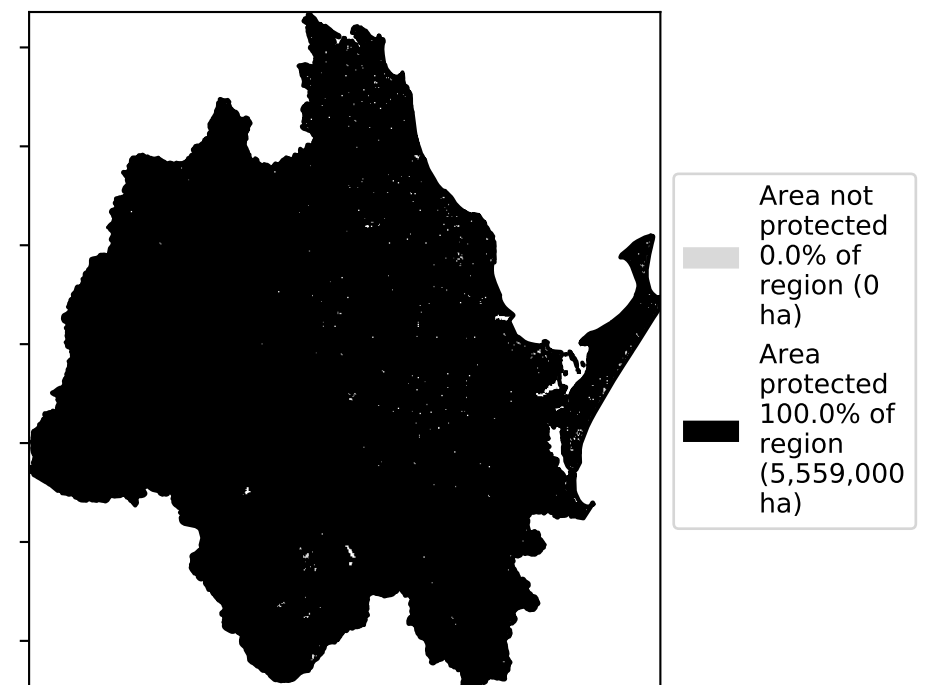 Area not
protected
0.0% of
region (0
ha)
Area
protected
100.0% of
region
(5,559,000
ha)